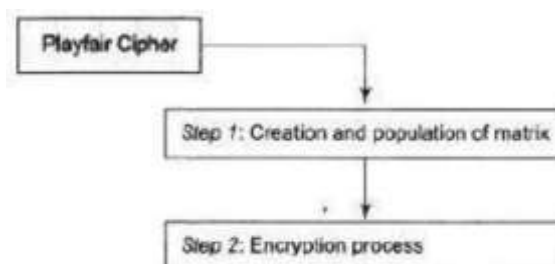 Playfair Cipher
Step 1: Creation and population of matrix
Step 2: Encryption process